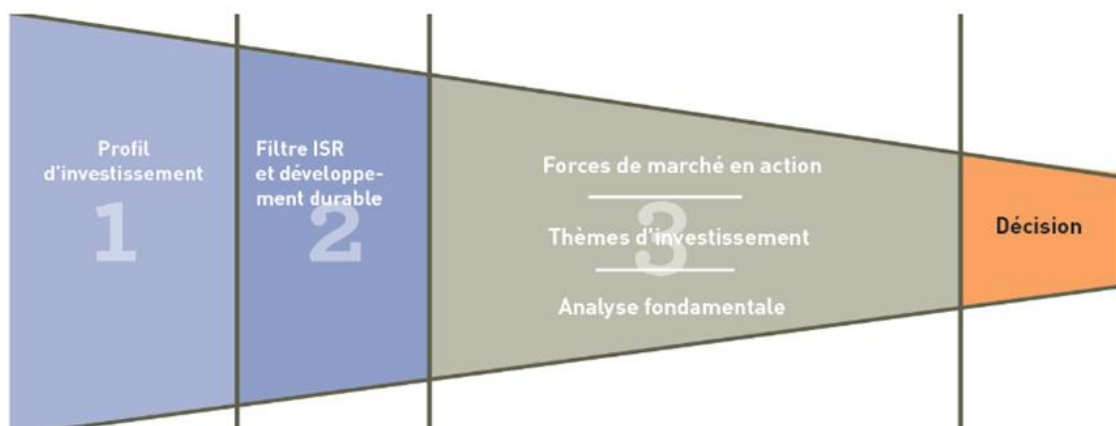 Profil
d'investissement
1
Filtre ISR
et développe-
ment durable
2
Forces de marché en action
Thèmes d'investissement
3
Analyse fondamentale
Décision